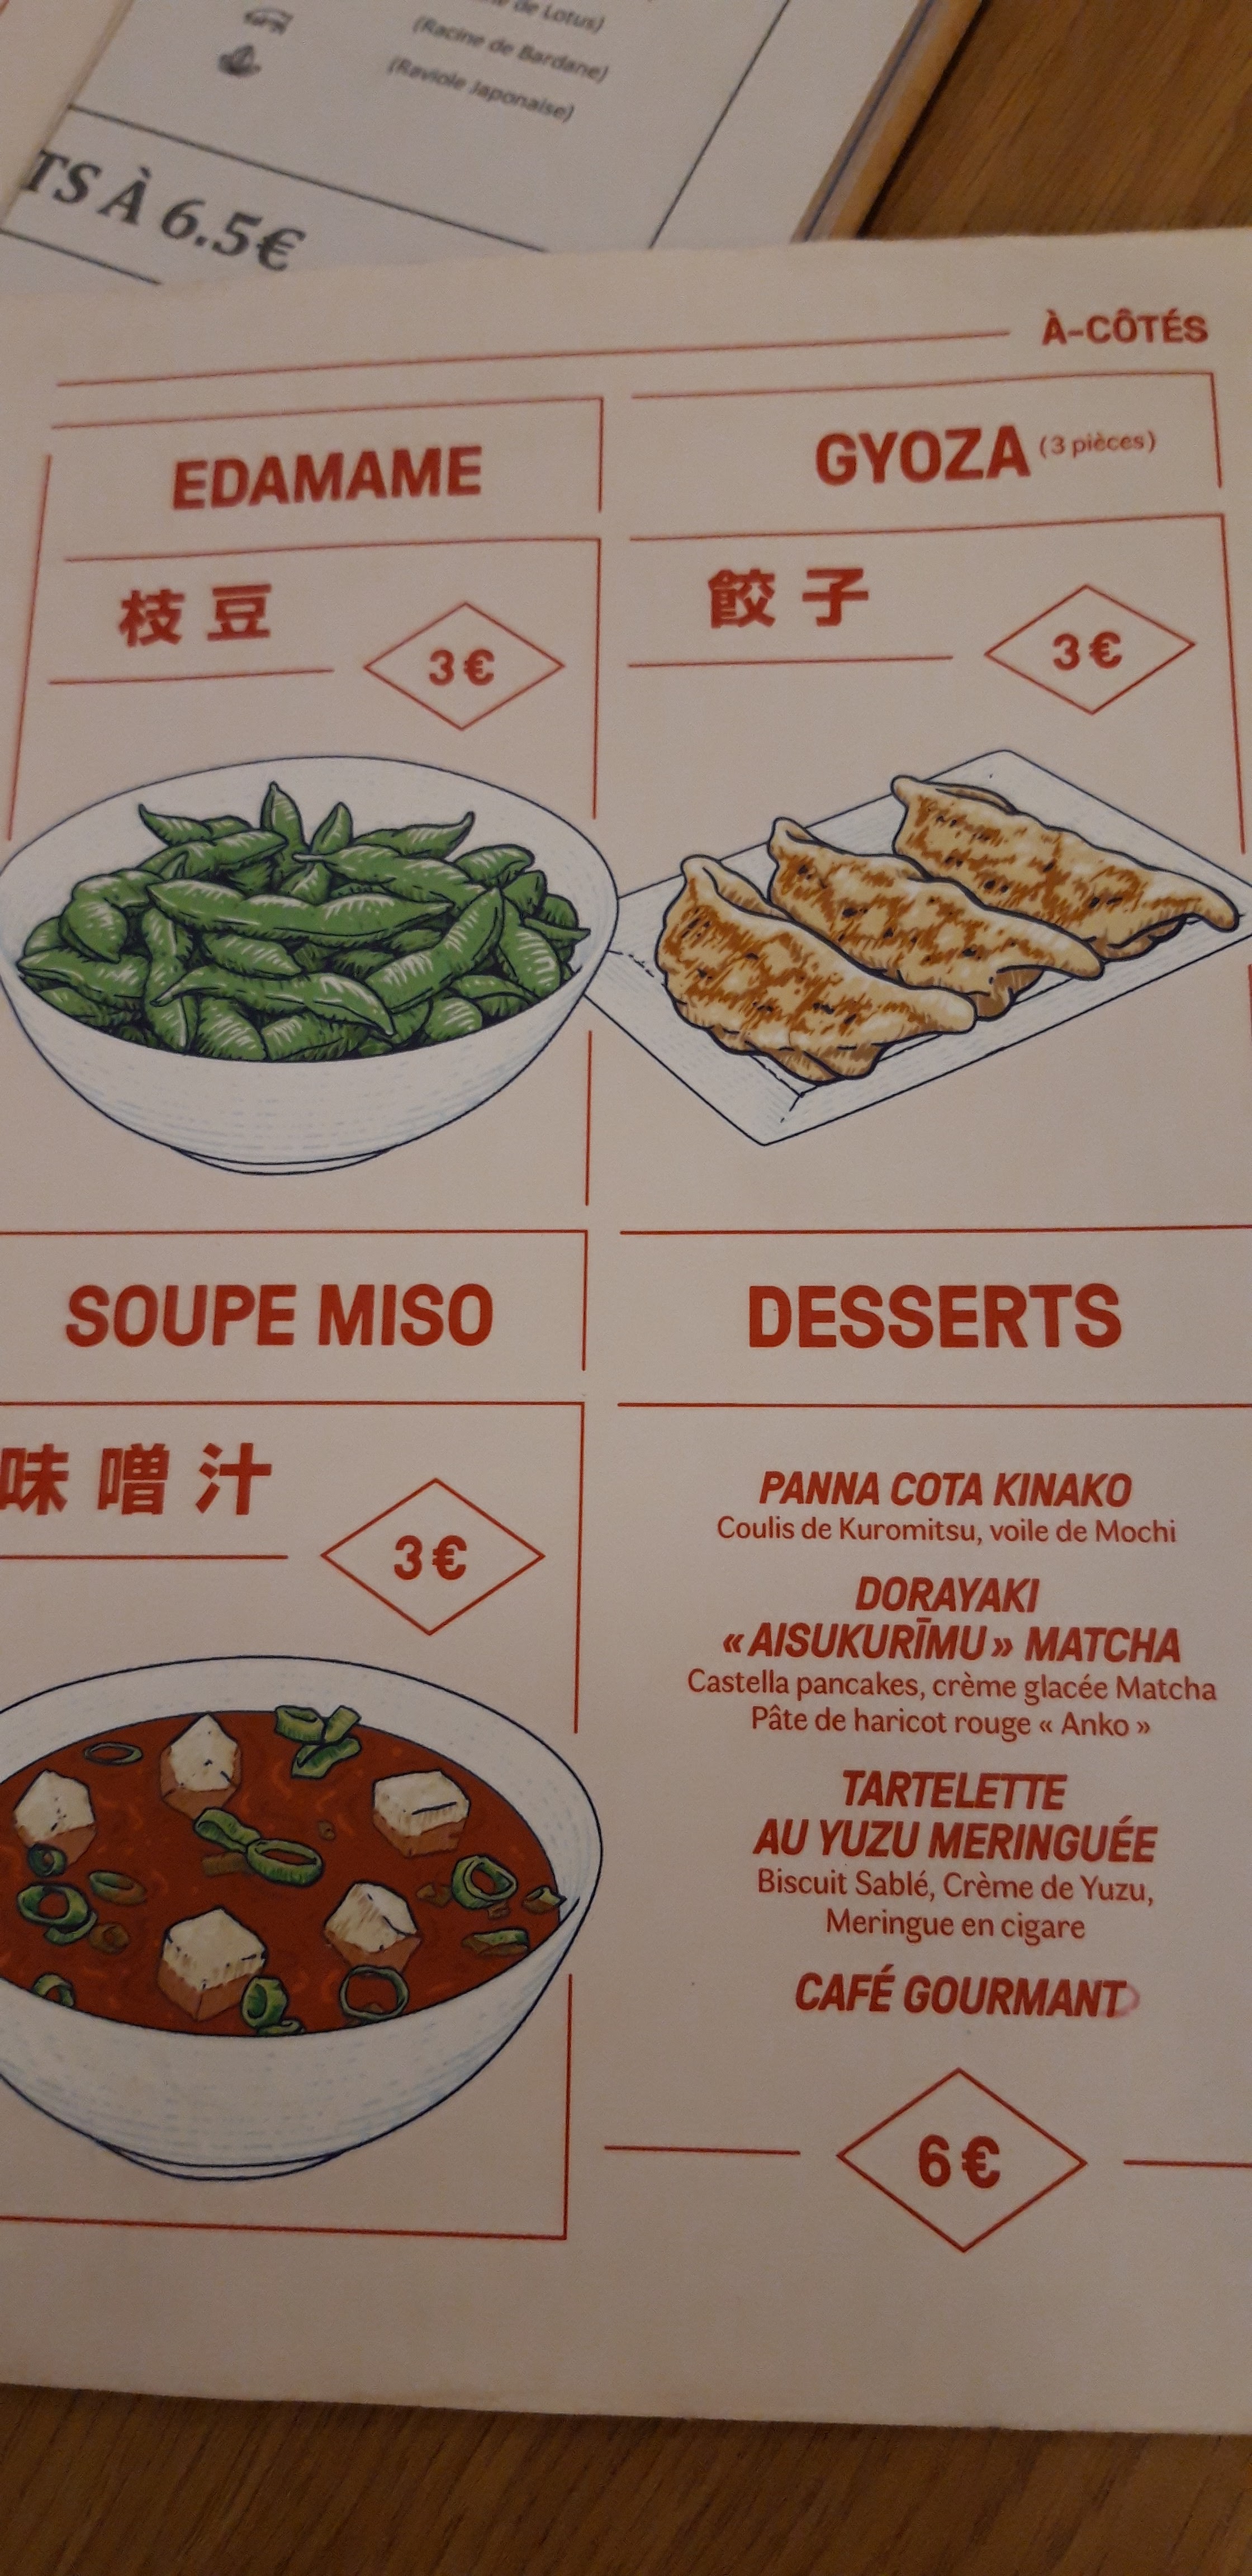 de Lotus)
(Racine de Bardane)
(Raviole Japonaise)
TS À 6.5€
À-CÔTÉS
EDAMAME
枝豆
3€
GYOZA (3 pièces)
餃子
3€
SOUPE MISO
味噌汁
3€
DESSERTS
PANNA COTA KINAKO
Coulis de Kuromitsu, voile de Mochi
DORAYAKI
« AISUKURĪMU » MATCHA
Castella pancakes, crème glacée Matcha
Pâte de haricot rouge « Anko »
TARTELETTE
AU YUZU MERINGUÉE
Biscuit Sablé, Crème de Yuzu,
Meringue en cigare
CAFÉ GOURMANT
6€